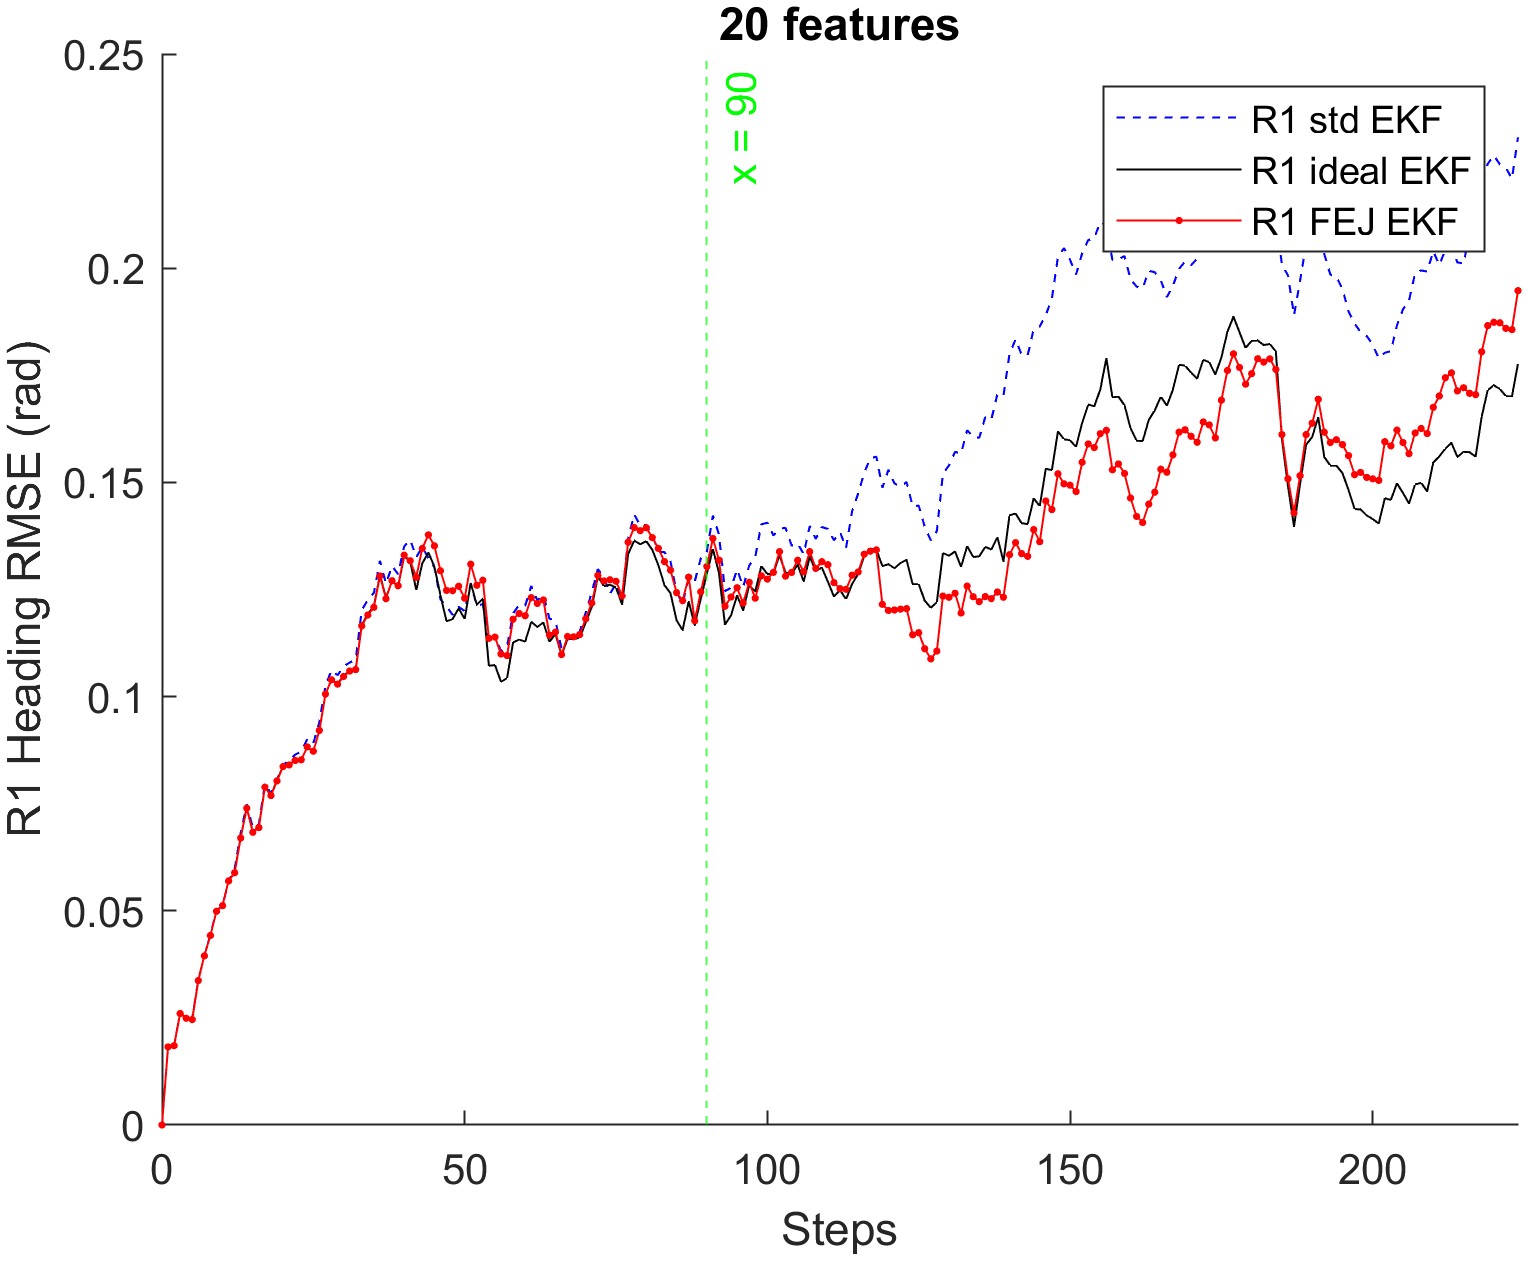 20 features
0.25
0.2
0.15
0.1
0.05
0
R1 Heading RMSE (rad)
x = 90
R1 std EKF
R1 ideal EKF
R1 FEJ EKF
0 50 100 150 200
Steps